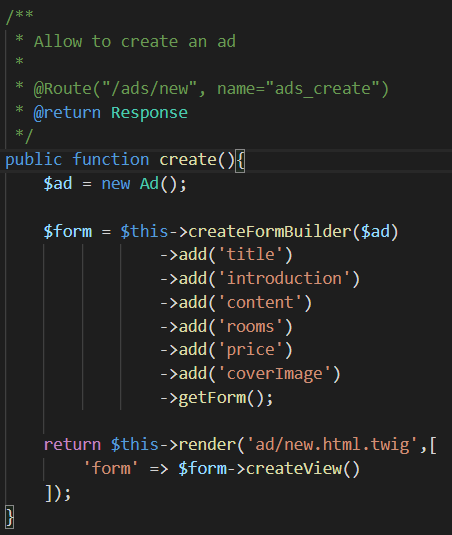 /**
 * Allow to create an ad
 *
 * @Route("/ads/new", name="ads_create")
 * @return Response
 */
public function create(){
    $ad = new Ad();

    $form = $this->createFormBuilder($ad)
                ->add('title')
                ->add('introduction')
                ->add('content')
                ->add('rooms')
                ->add('price')
                ->add('coverImage')
                ->getForm();

    return $this->render('ad/new.html.twig',[
        'form' => $form->createView()
    ]);
}